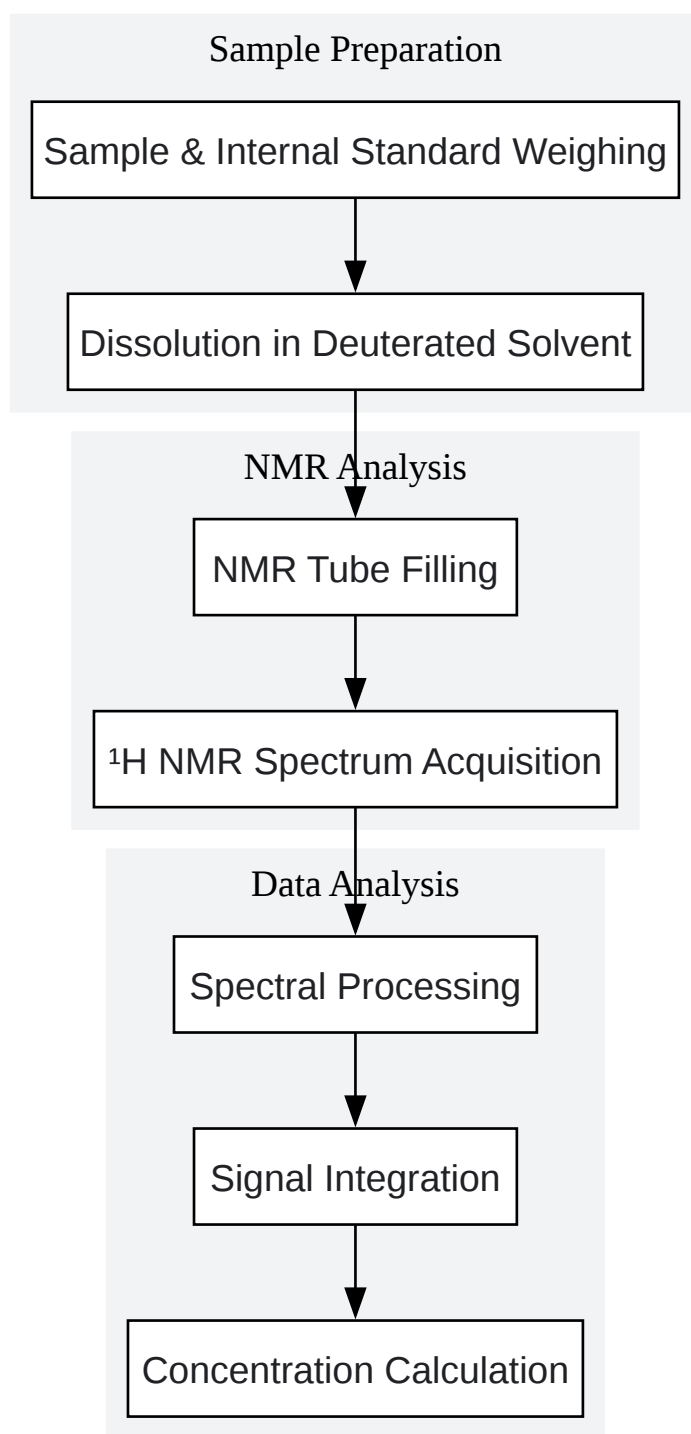 Sample Preparation
Sample & Internal Standard Weighing
Dissolution in Deuterated Solvent
NMR Analysis
NMR Tube Filling
¹H NMR Spectrum Acquisition
Data Analysis
Spectral Processing
Signal Integration
Concentration Calculation